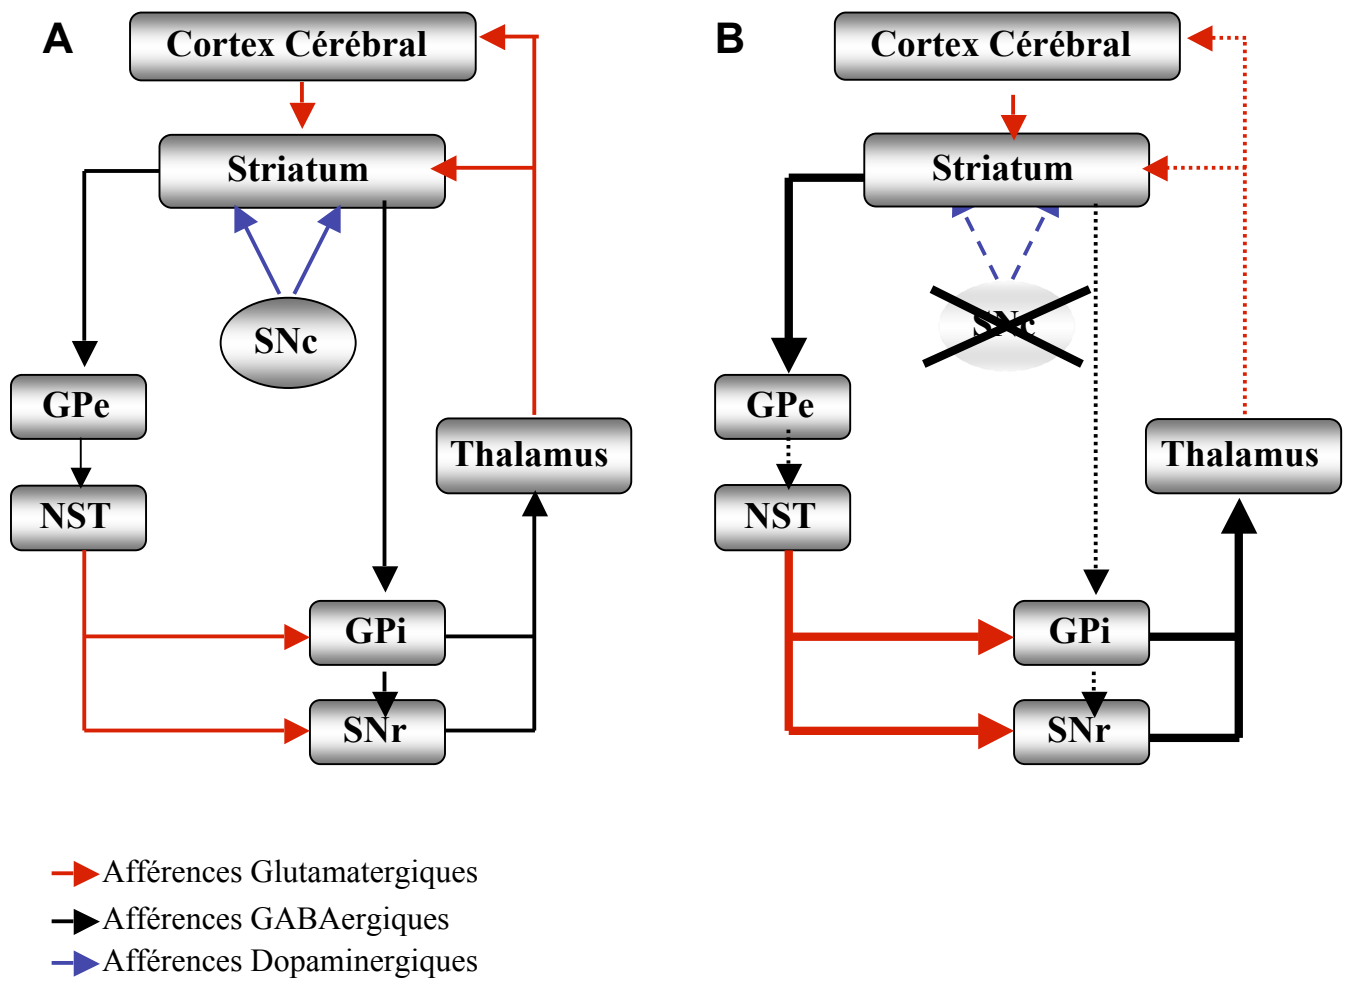 A
Cortex Cérébral
Striatum
SNc
GPe
Thalamus
NST
GPi
SNr
B
Cortex Cérébral
Striatum
SNc
GPe
Thalamus
NST
GPi
SNr
Afférences Glutamatergiques
Afférences GABAergiques
Afférences Dopaminergiques